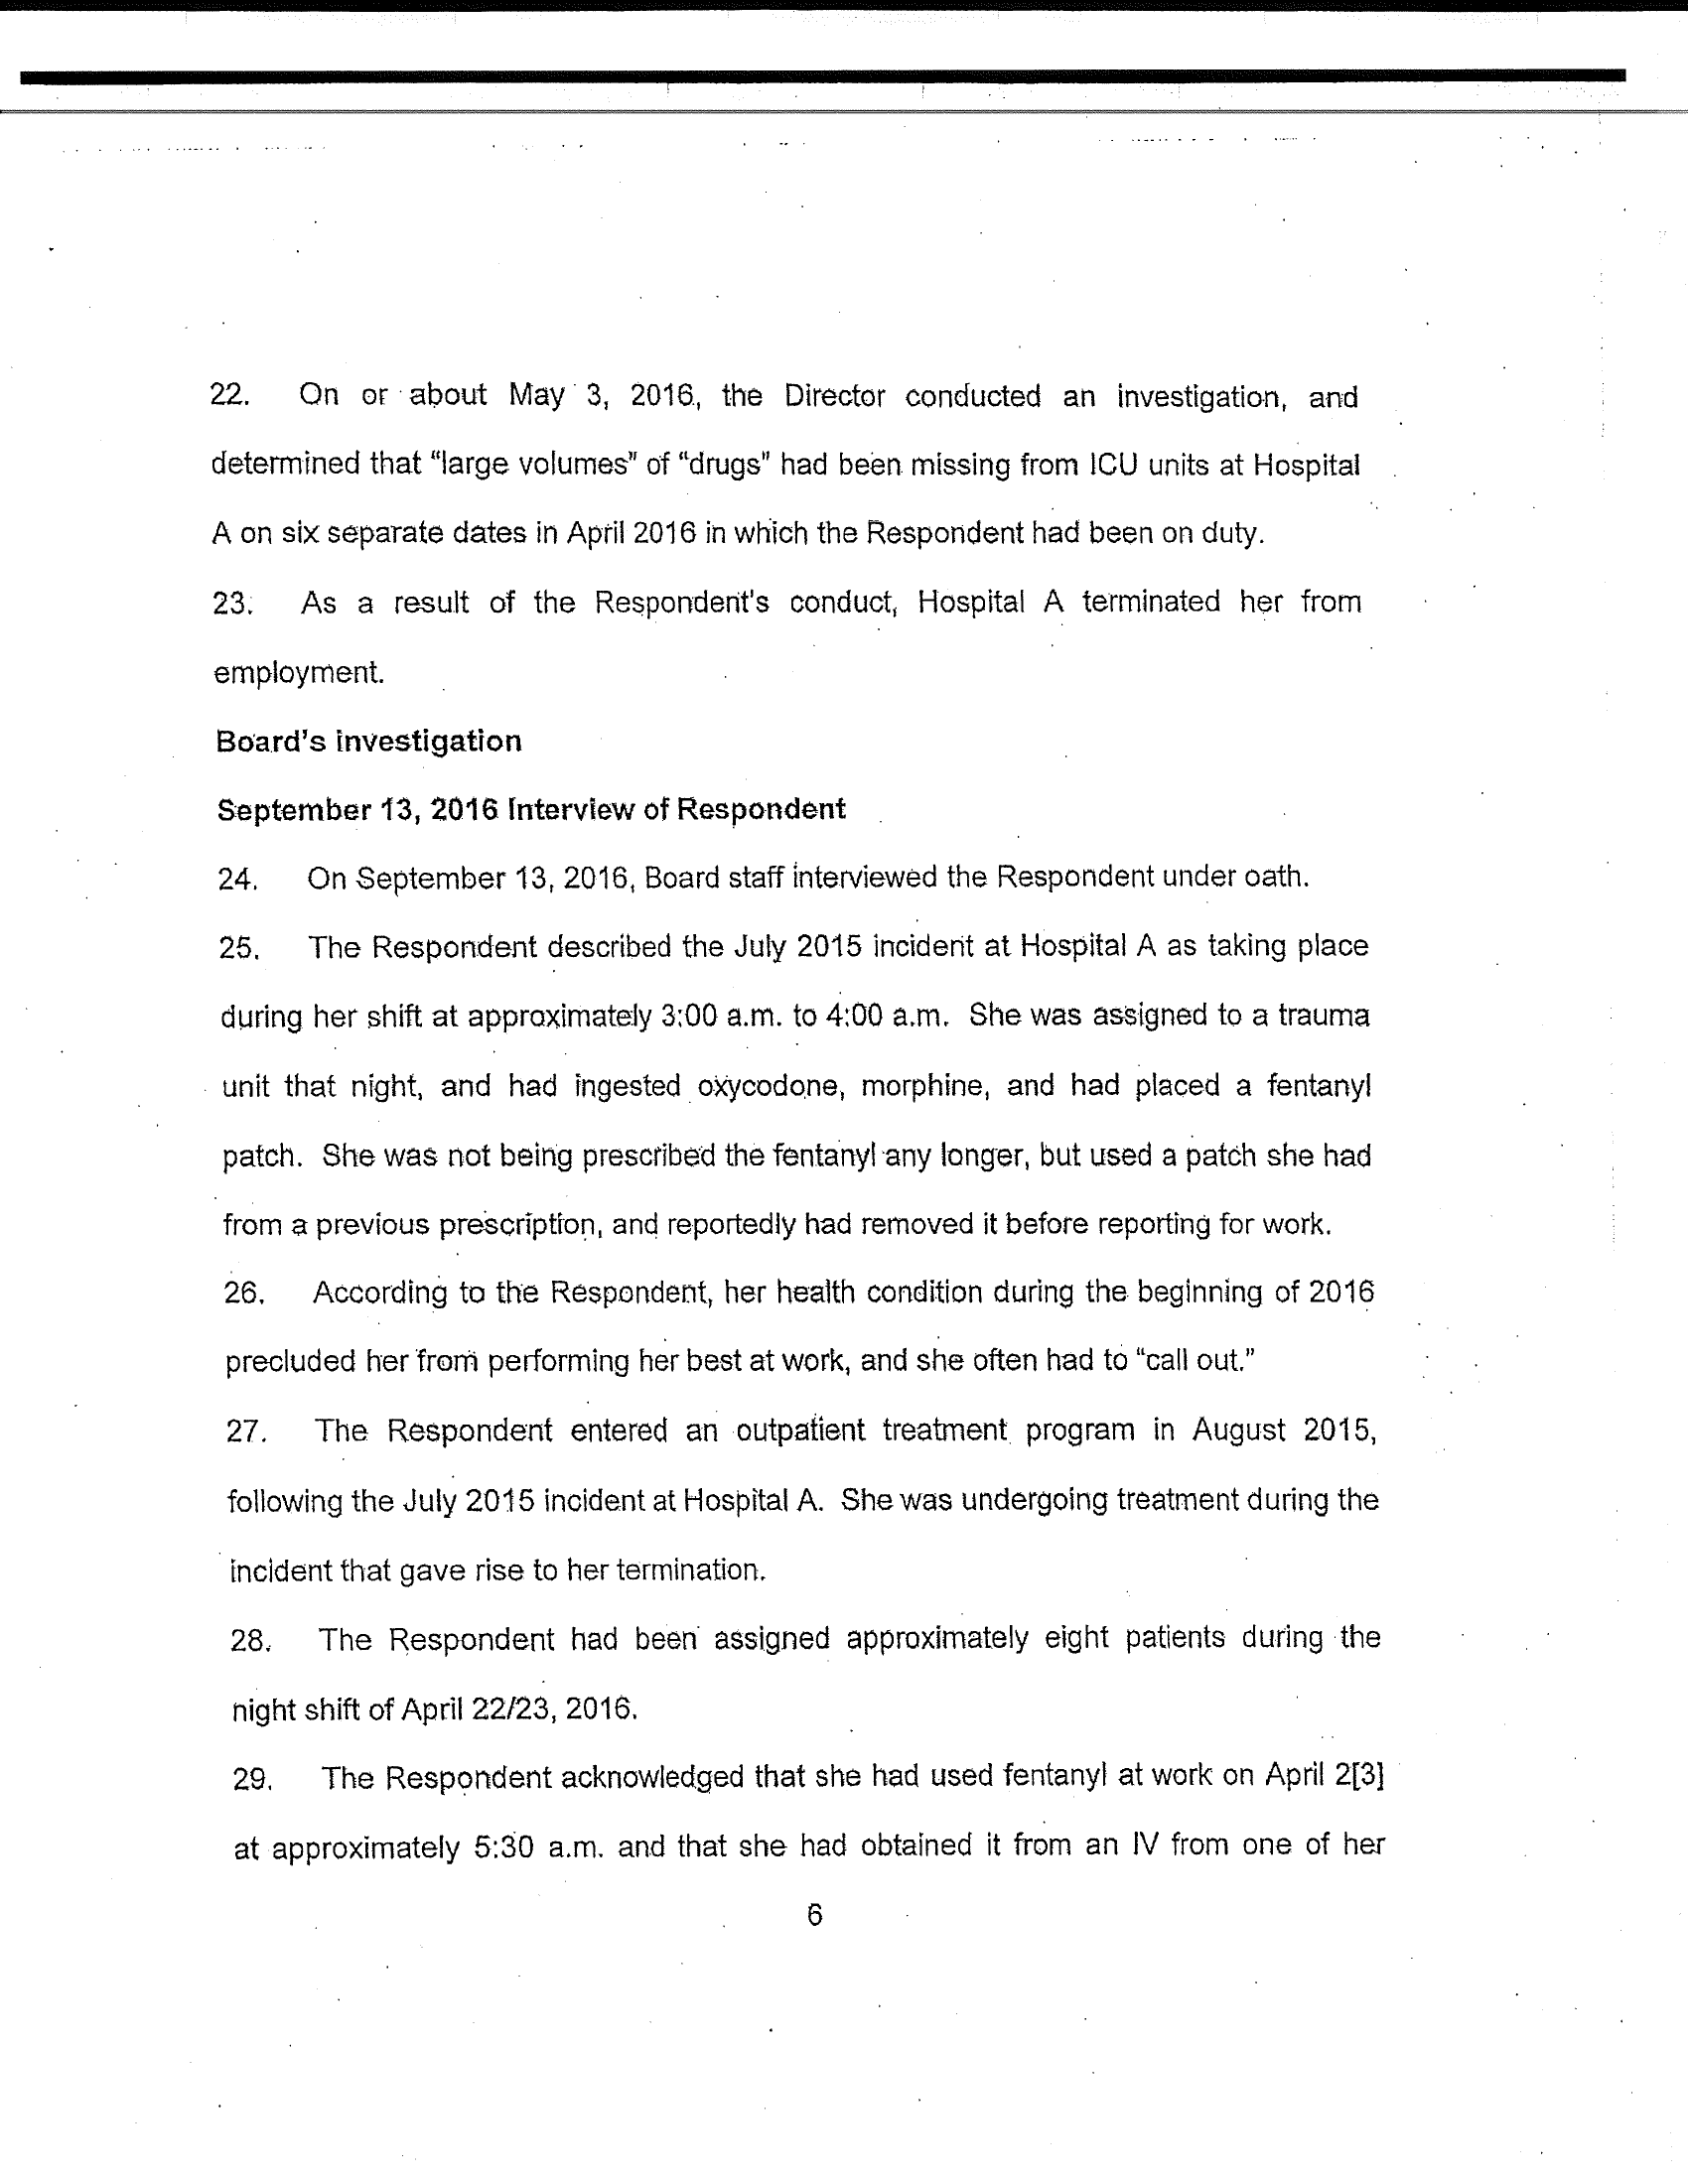 22. On or about May 3, 2016, the Director conducted an investigation, and
determined that “large volumes” of “drugs” had been missing from ICU units at Hospital
A on six separate dates in April 2016 in which the Respondent had been on duty.
23. As a result of the Respondent's conduct, Hospital A terminated her from
employment.
Board's investigation
September 13, 2016 Interview of Respondent
24. On September 13, 2016, Board staff interviewed the Respondent under oath.
25. The Respondent described the July 2015 incident at Hospital A as taking place
during her shift at approximately 3:00 a.m. to 4:00 a.m. She was assigned to a trauma
unit that night, and had ingested oxycodone, morphine, and had placed a fentanyl
patch. She was not being prescribed the fentanyl any longer, but used a patch she had
from a previous prescription, and reportedly had removed it before reporting for work.
26. According to the Respondent, her health condition during the beginning of 2016
precluded her from performing her best at work, and she often had to “call out.”
27. The Respondent entered an outpatient treatment program in August 2015,
following the July 2015 incident at Hospital A. She was undergoing treatment during the
incident that gave rise to her termination.
28. The Respondent had been assigned approximately eight patients during the
night shift of April 22/23, 2016.
29. The Respondent acknowledged that she had used fentanyl at work on April 2[3]
at approximately 5:30 a.m. and that she had obtained it from an IV from one of her
6